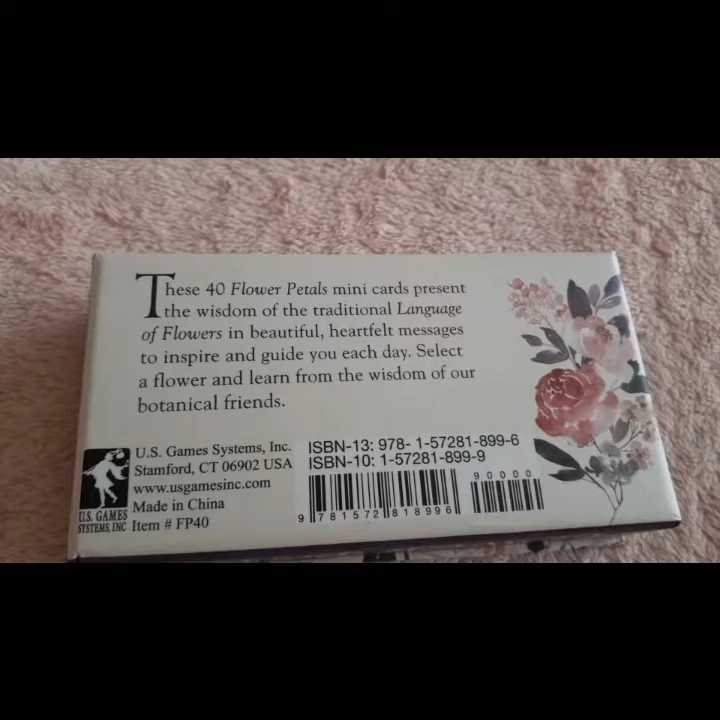 These 40 Flower Petals mini cards present
the wisdom of the traditional Language
of Flowers in beautiful, heartfelt messages
to inspire and guide you each day. Select
a flower and learn from the wisdom of our
botanical friends.
U.S. GAMES
SYSTEMS, INC
U.S. Games Systems, Inc.
Stamford, CT 06902 USA
www.usgamesinc.com
Made in China
Item # FP40
ISBN-13: 978- 1-57281-899-6
ISBN-10: 1-57281-899-9
90000
9 781572 818996